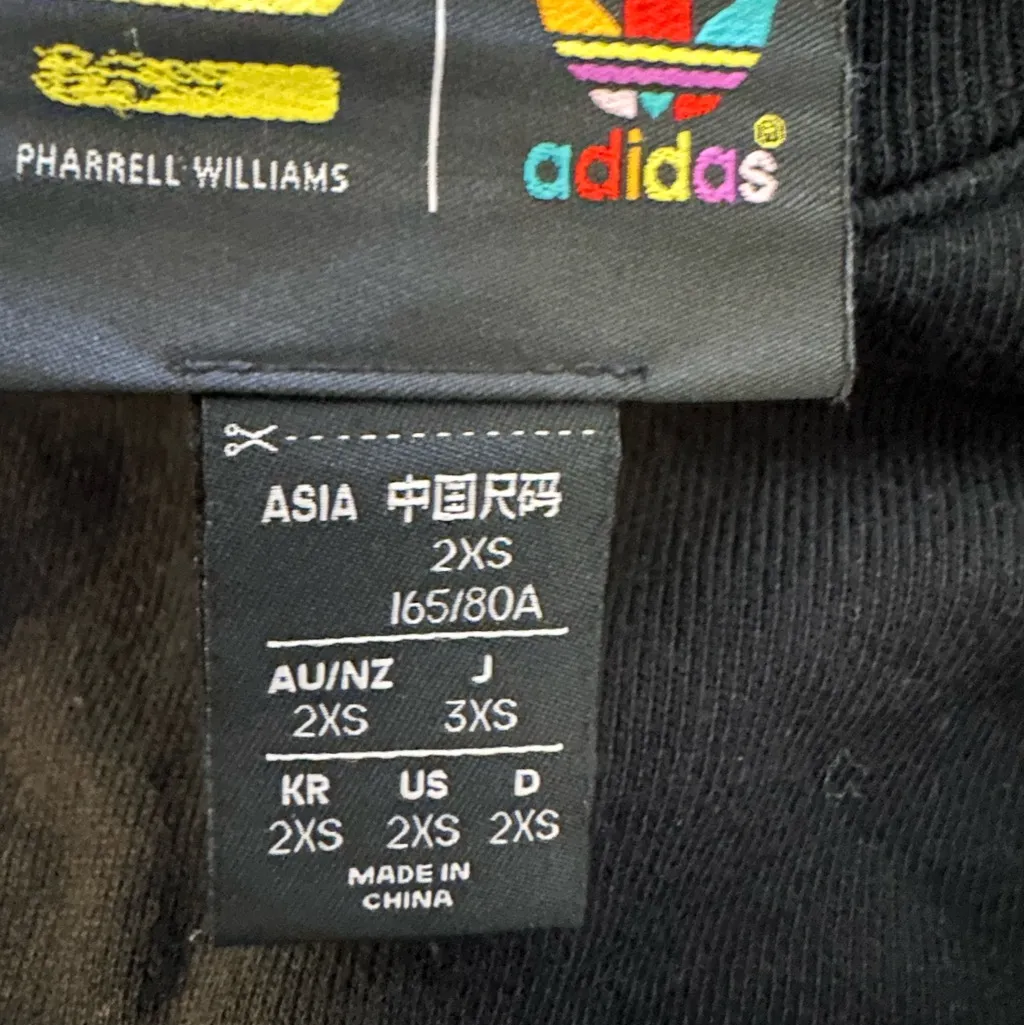 PHARRELL WILLIAMS
adidas®
ASIA 中国尺码
2XS
165/80A
AU/NZ J
2XS 3XS
KR US D
2XS 2XS 2XS
MADE IN
CHINA